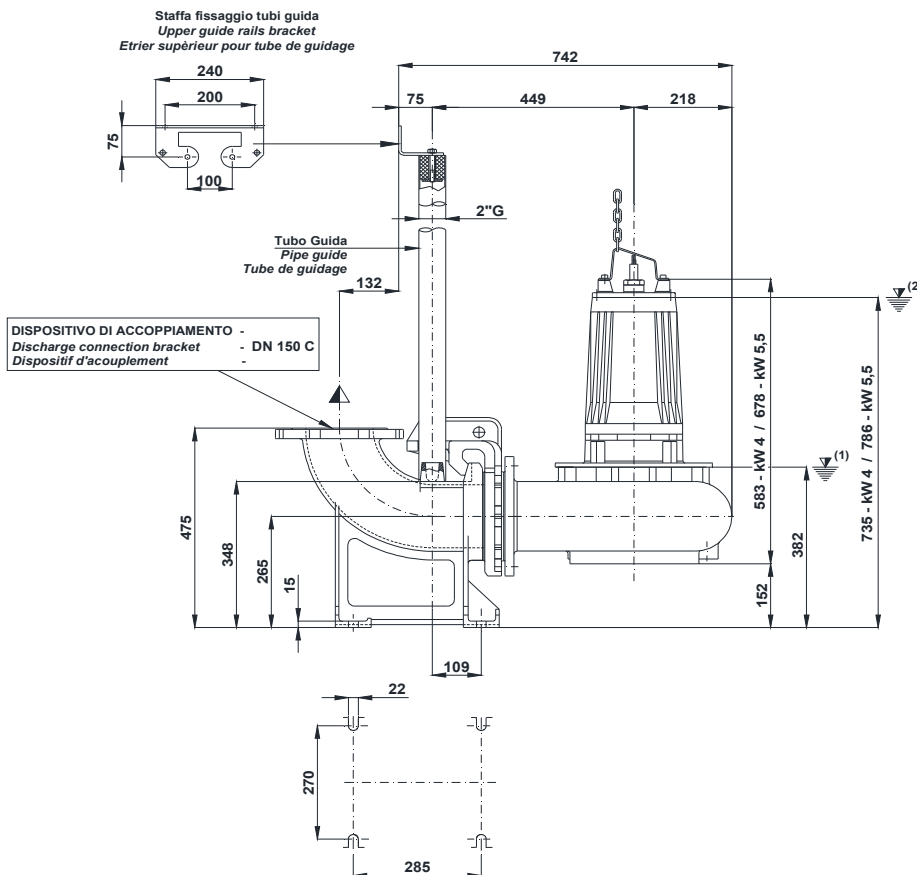 Staffa fissaggio tubi guida
Upper guide rails bracket
Etrier supèrieur pour tube de guidage
240
200
75
100
742
75
449
218
2"G
Tubo Guida
Pipe guide
Tube de guidage
132
DISPOSITIVO DI ACCOPPIAMENTO -
Discharge connection bracket - DN 150 C
Dispositif d'acouplement -
(2
(1)
475
348
265
15
583 - kW 4 / 678 - kW 5,5
735 - kW 4 / 786 - kW 5,5
382
152
109
22
270
285